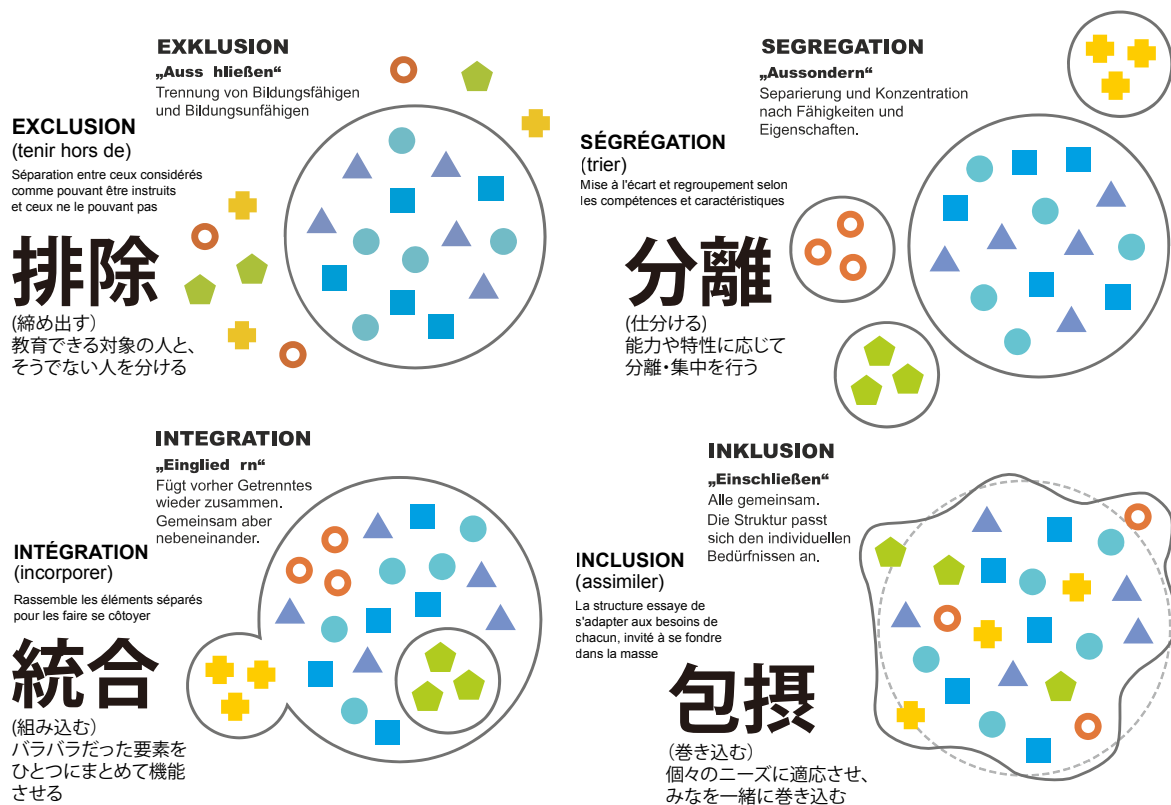 EXKLUSION
„Auss hließen“
Trennung von Bildungsfähigen
und Bildungsunfähigen
EXCLUSION
(tenir hors de)
Séparation entre ceux considérés
comme pouvant être instruits
et ceux ne le pouvant pas
排除
(締め出す)
教育できる対象の人と、
そうでない人を分ける
SEGREGATION
„Aussondern“
Separierung und Konzentration
nach Fähigkeiten und
Eigenschaften.
SÉGRÉGATION
(trier)
Mise à l'écart et regroupement selon
les compétences et caractéristiques
分離
(仕分ける)
能力や特性に応じて
分離・集中を行う
INTEGRATION
„Einglied rn“
Fügt vorher Getrenntes
wieder zusammen.
Gemeinsam aber
nebeneinander.
INTÉGRATION
(incorporer)
Rassemble les éléments séparés
pour les faire se côtoyer
統合
(組み込む)
バラバラだった要素を
ひとつにまとめて機能
させる
INKLUSION
„Einschließen“
Alle gemeinsam.
Die Struktur passt
sich den individuellen
Bedürfnissen an.
INCLUSION
(assimiler)
La structure essaye de
s'adapter aux besoins de
chacun, invité à se fondre
dans la masse
包摂
(巻き込む)
個々のニーズに適応させ、
みなを一緒に巻き込む